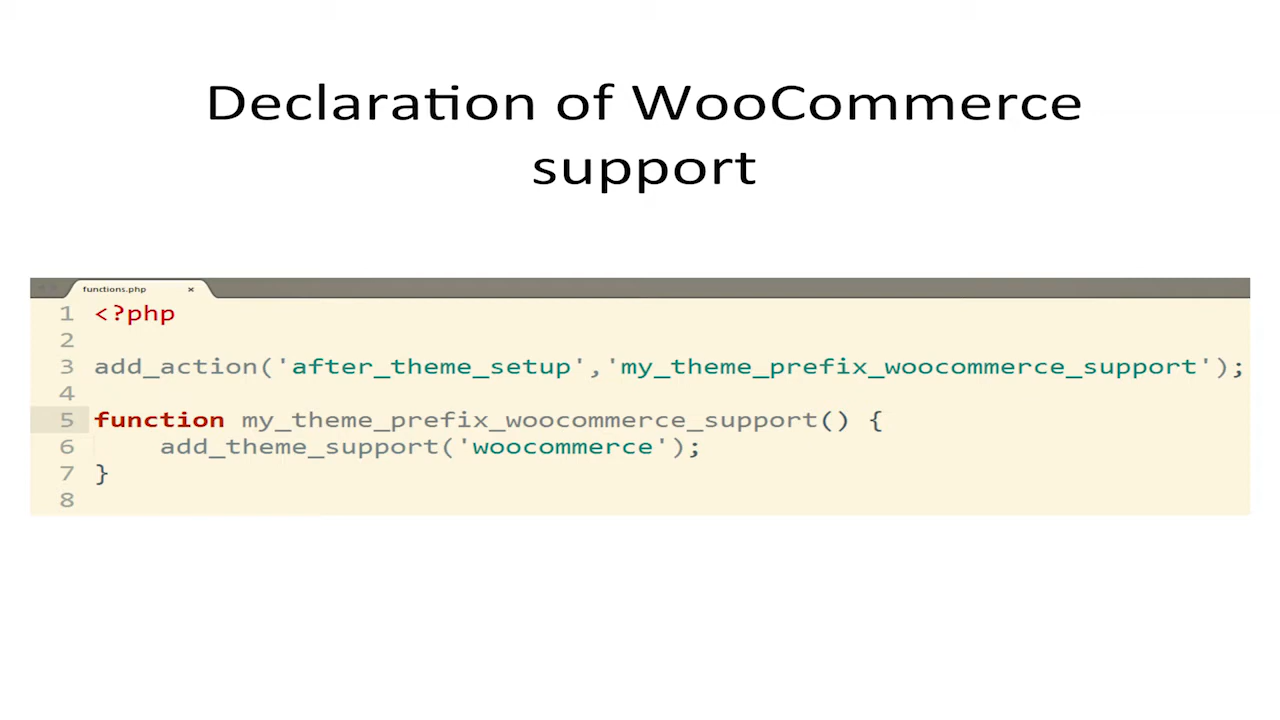 Declaration of WooCommerce
support
functions.php ×
1 <?php
2
3 add_action('after_theme_setup','my_theme_prefix_woocommerce_support');
4
5 function my_theme_prefix_woocommerce_support() {
6     add_theme_support('woocommerce');
7 }
8